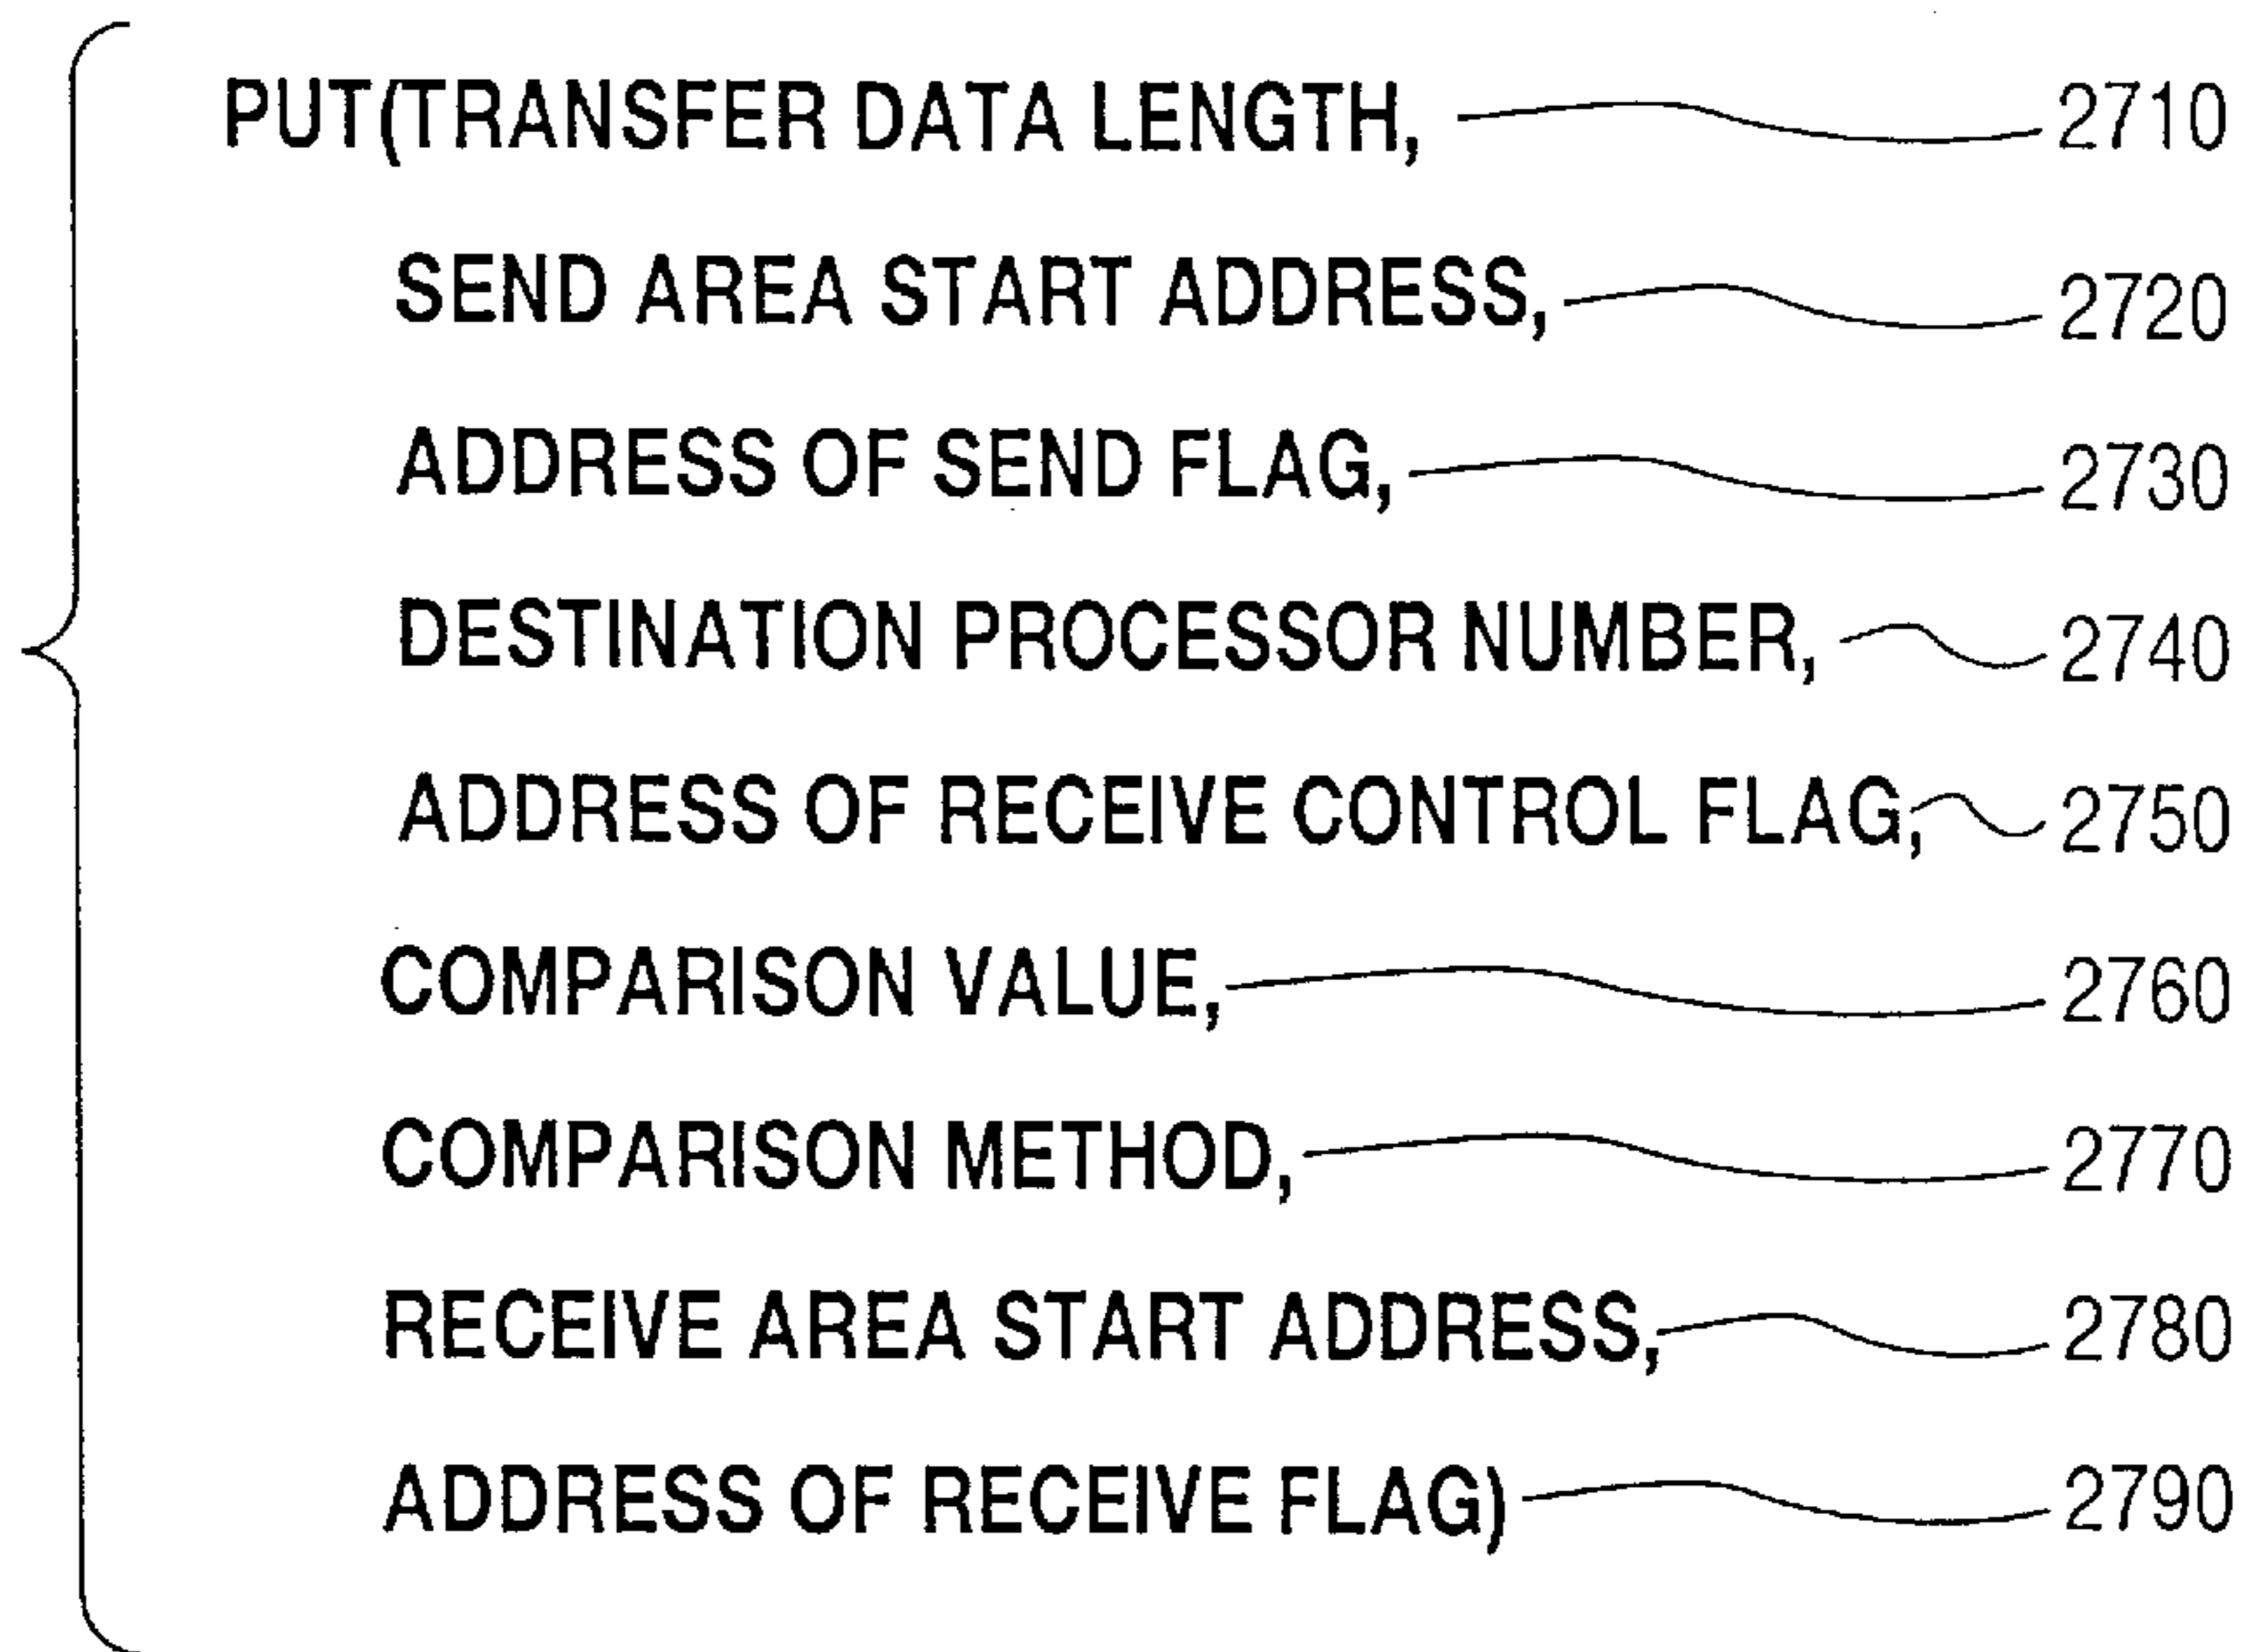 PUT(TRANSFER DATA LENGTH, 2710
SEND AREA START ADDRESS, 2720
ADDRESS OF SEND FLAG, 2730
DESTINATION PROCESSOR NUMBER, 2740
ADDRESS OF RECEIVE CONTROL FLAG, 2750
COMPARISON VALUE, 2760
COMPARISON METHOD, 2770
RECEIVE AREA START ADDRESS, 2780
ADDRESS OF RECEIVE FLAG) 2790